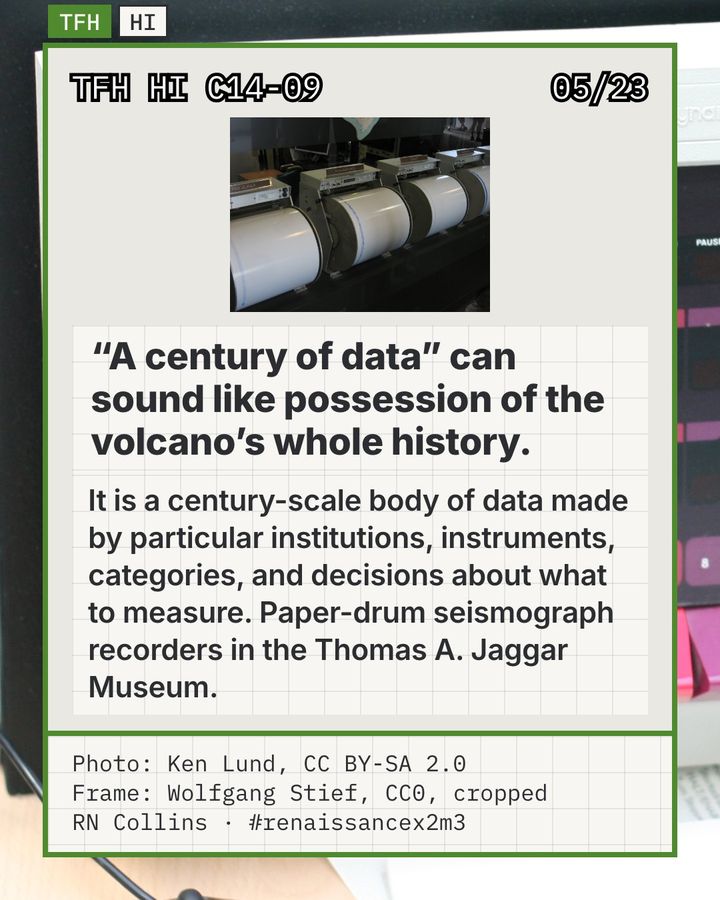 TFH HI
TFH HI C14-09 05/23
“A century of data” can
sound like possession of the
volcano’s whole history.
It is a century-scale body of data made
by particular institutions, instruments,
categories, and decisions about what
to measure. Paper-drum seismograph
recorders in the Thomas A. Jaggar
Museum.
Photo: Ken Lund, CC BY-SA 2.0
Frame: Wolfgang Stief, CC0, cropped
RN Collins · #renaissancex2m3
PAUS
8